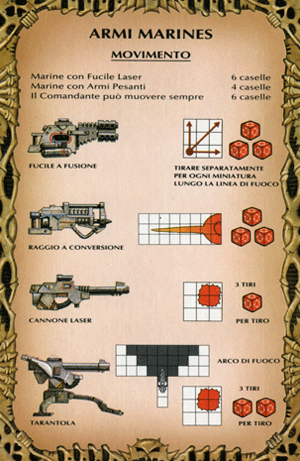 ARMI MARINES
MOVIMENTO
Marine con Fucile Laser 6 caselle
Marine con Armi Pesanti 4 caselle
Il Comandante può muovere sempre 6 caselle
FUCILE A FUSIONE
TIRARE SEPARATAMENTE
PER OGNI MINIATURA
LUNGO LA LINEA DI FUOCO
RAGGIO A CONVERSIONE
3 TIRI
CANNONE LASER
PER TIRO
ARCO DI FUOCO
3 TIRI
TARANTOLA
PER TIRO